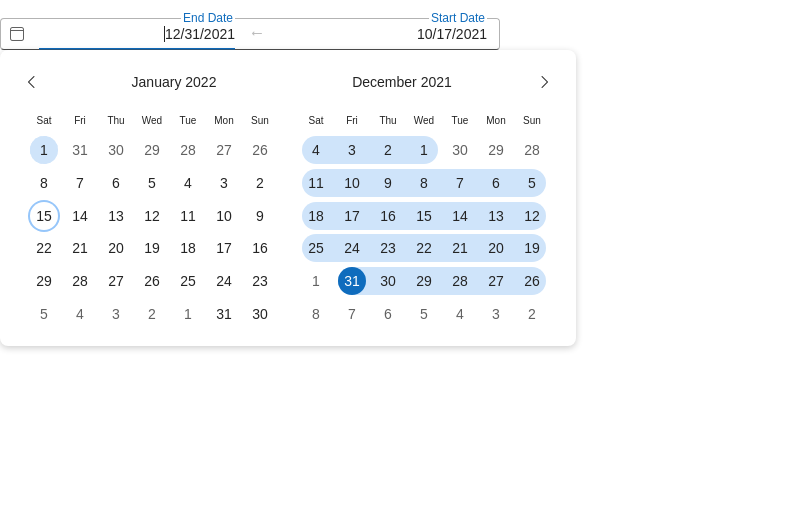 End Date Start Date
12/31/2021 ← 10/17/2021
January 2022 December 2021
Sat Fri Thu Wed Tue Mon Sun Sat Fri Thu Wed Tue Mon Sun
1 31 30 29 28 27 26 4 3 2 1 30 29 28
8 7 6 5 4 3 2 11 10 9 8 7 6 5
15 14 13 12 11 10 9 18 17 16 15 14 13 12
22 21 20 19 18 17 16 25 24 23 22 21 20 19
29 28 27 26 25 24 23 1 31 30 29 28 27 26
5 4 3 2 1 31 30 8 7 6 5 4 3 2